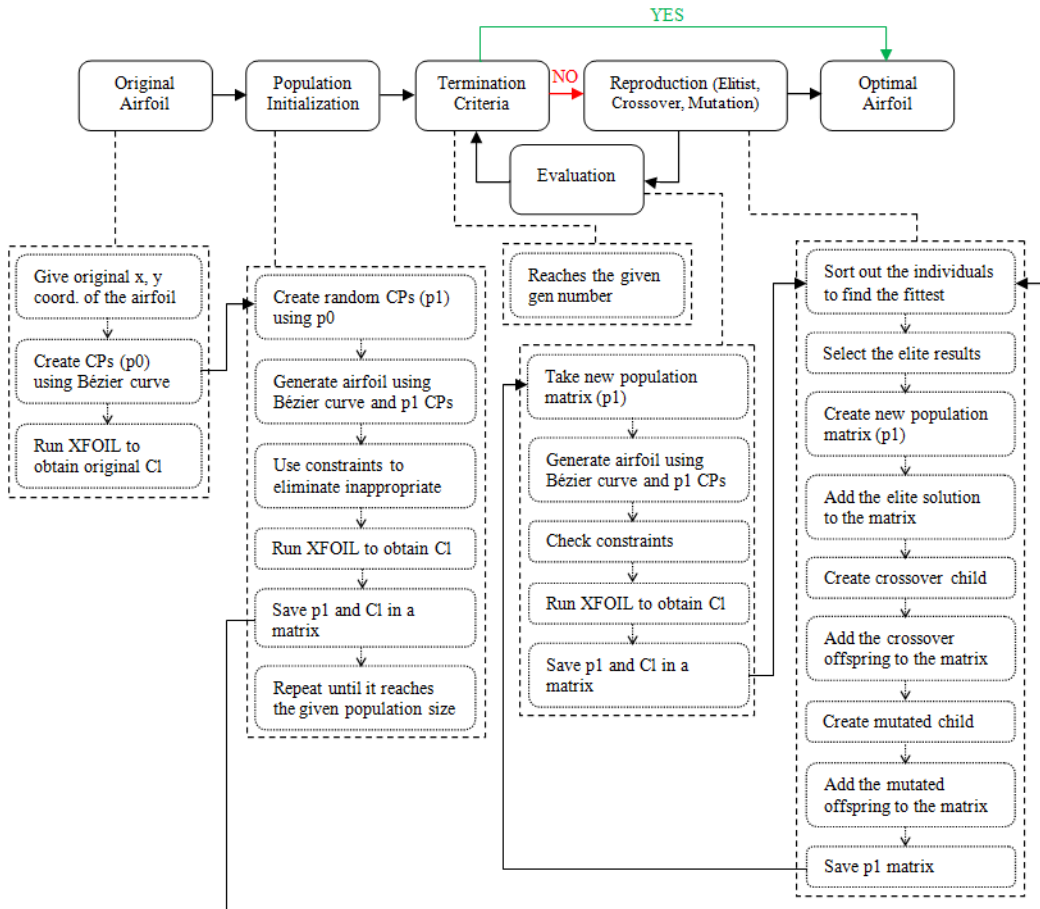 YES
Original
Airfoil
Population
Initialization
Termination
Criteria
NO
Reproduction (Elitist,
Crossover, Mutation)
Optimal
Airfoil
Evaluation
Give original x, y
coord. of the airfoil
Create CPs (p0)
using Bézier curve
Run XFOIL to
obtain original Cl
Create random CPs (p1)
using p0
Generate airfoil using
Bézier curve and p1 CPs
Use constraints to
eliminate inappropriate
Run XFOIL to obtain Cl
Save p1 and Cl in a
matrix
Repeat until it reaches
the given population size
Reaches the given
gen number
Take new population
matrix (p1)
Generate airfoil using
Bézier curve and p1 CPs
Check constraints
Run XFOIL to obtain Cl
Save p1 and Cl in a
matrix
Sort out the individuals
to find the fittest
Select the elite results
Create new population
matrix (p1)
Add the elite solution
to the matrix
Create crossover child
Add the crossover
offspring to the matrix
Create mutated child
Add the mutated
offspring to the matrix
Save p1 matrix